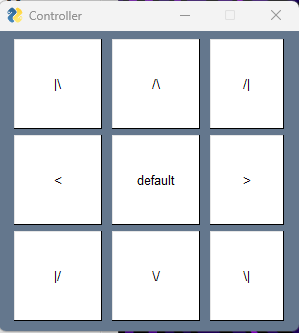 Controller
|\ /\ /|
< default >
|/ \/ \|